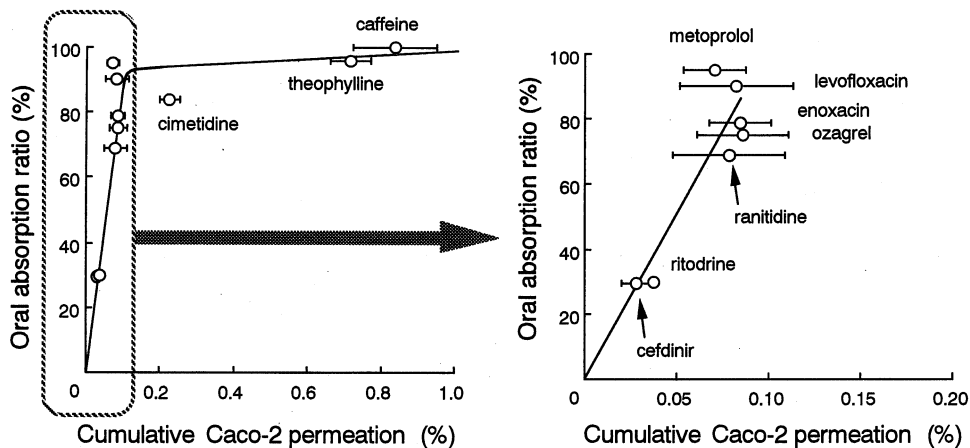 caffeine
theophylline
cimetidine
100
80
60
40
20
0
0.2
0.4
0.6
0.8
1.0
Oral absorption ratio (%)
Cumulative Caco-2 permeation (%)
metoprolol
levofloxacin
enoxacin
ozagrel
ranitidine
ritodrine
cefdinir
100
80
60
40
20
0
0.05
0.10
0.15
0.20
Oral absorption ratio (%)
Cumulative Caco-2 permeation (%)